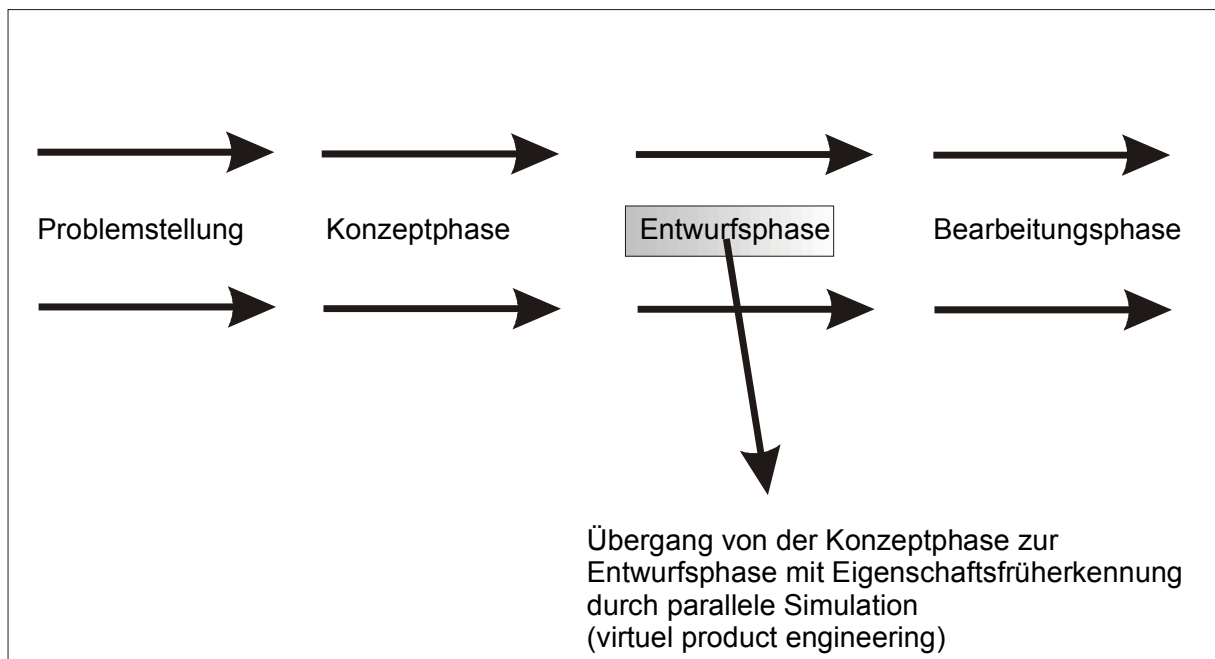 Problemstellung
Konzeptphase
Entwurfsphase
Bearbeitungsphase
Übergang von der Konzeptphase zur
Entwurfsphase mit Eigenschaftsfrüherkennung
durch parallele Simulation
(virtuel product engineering)